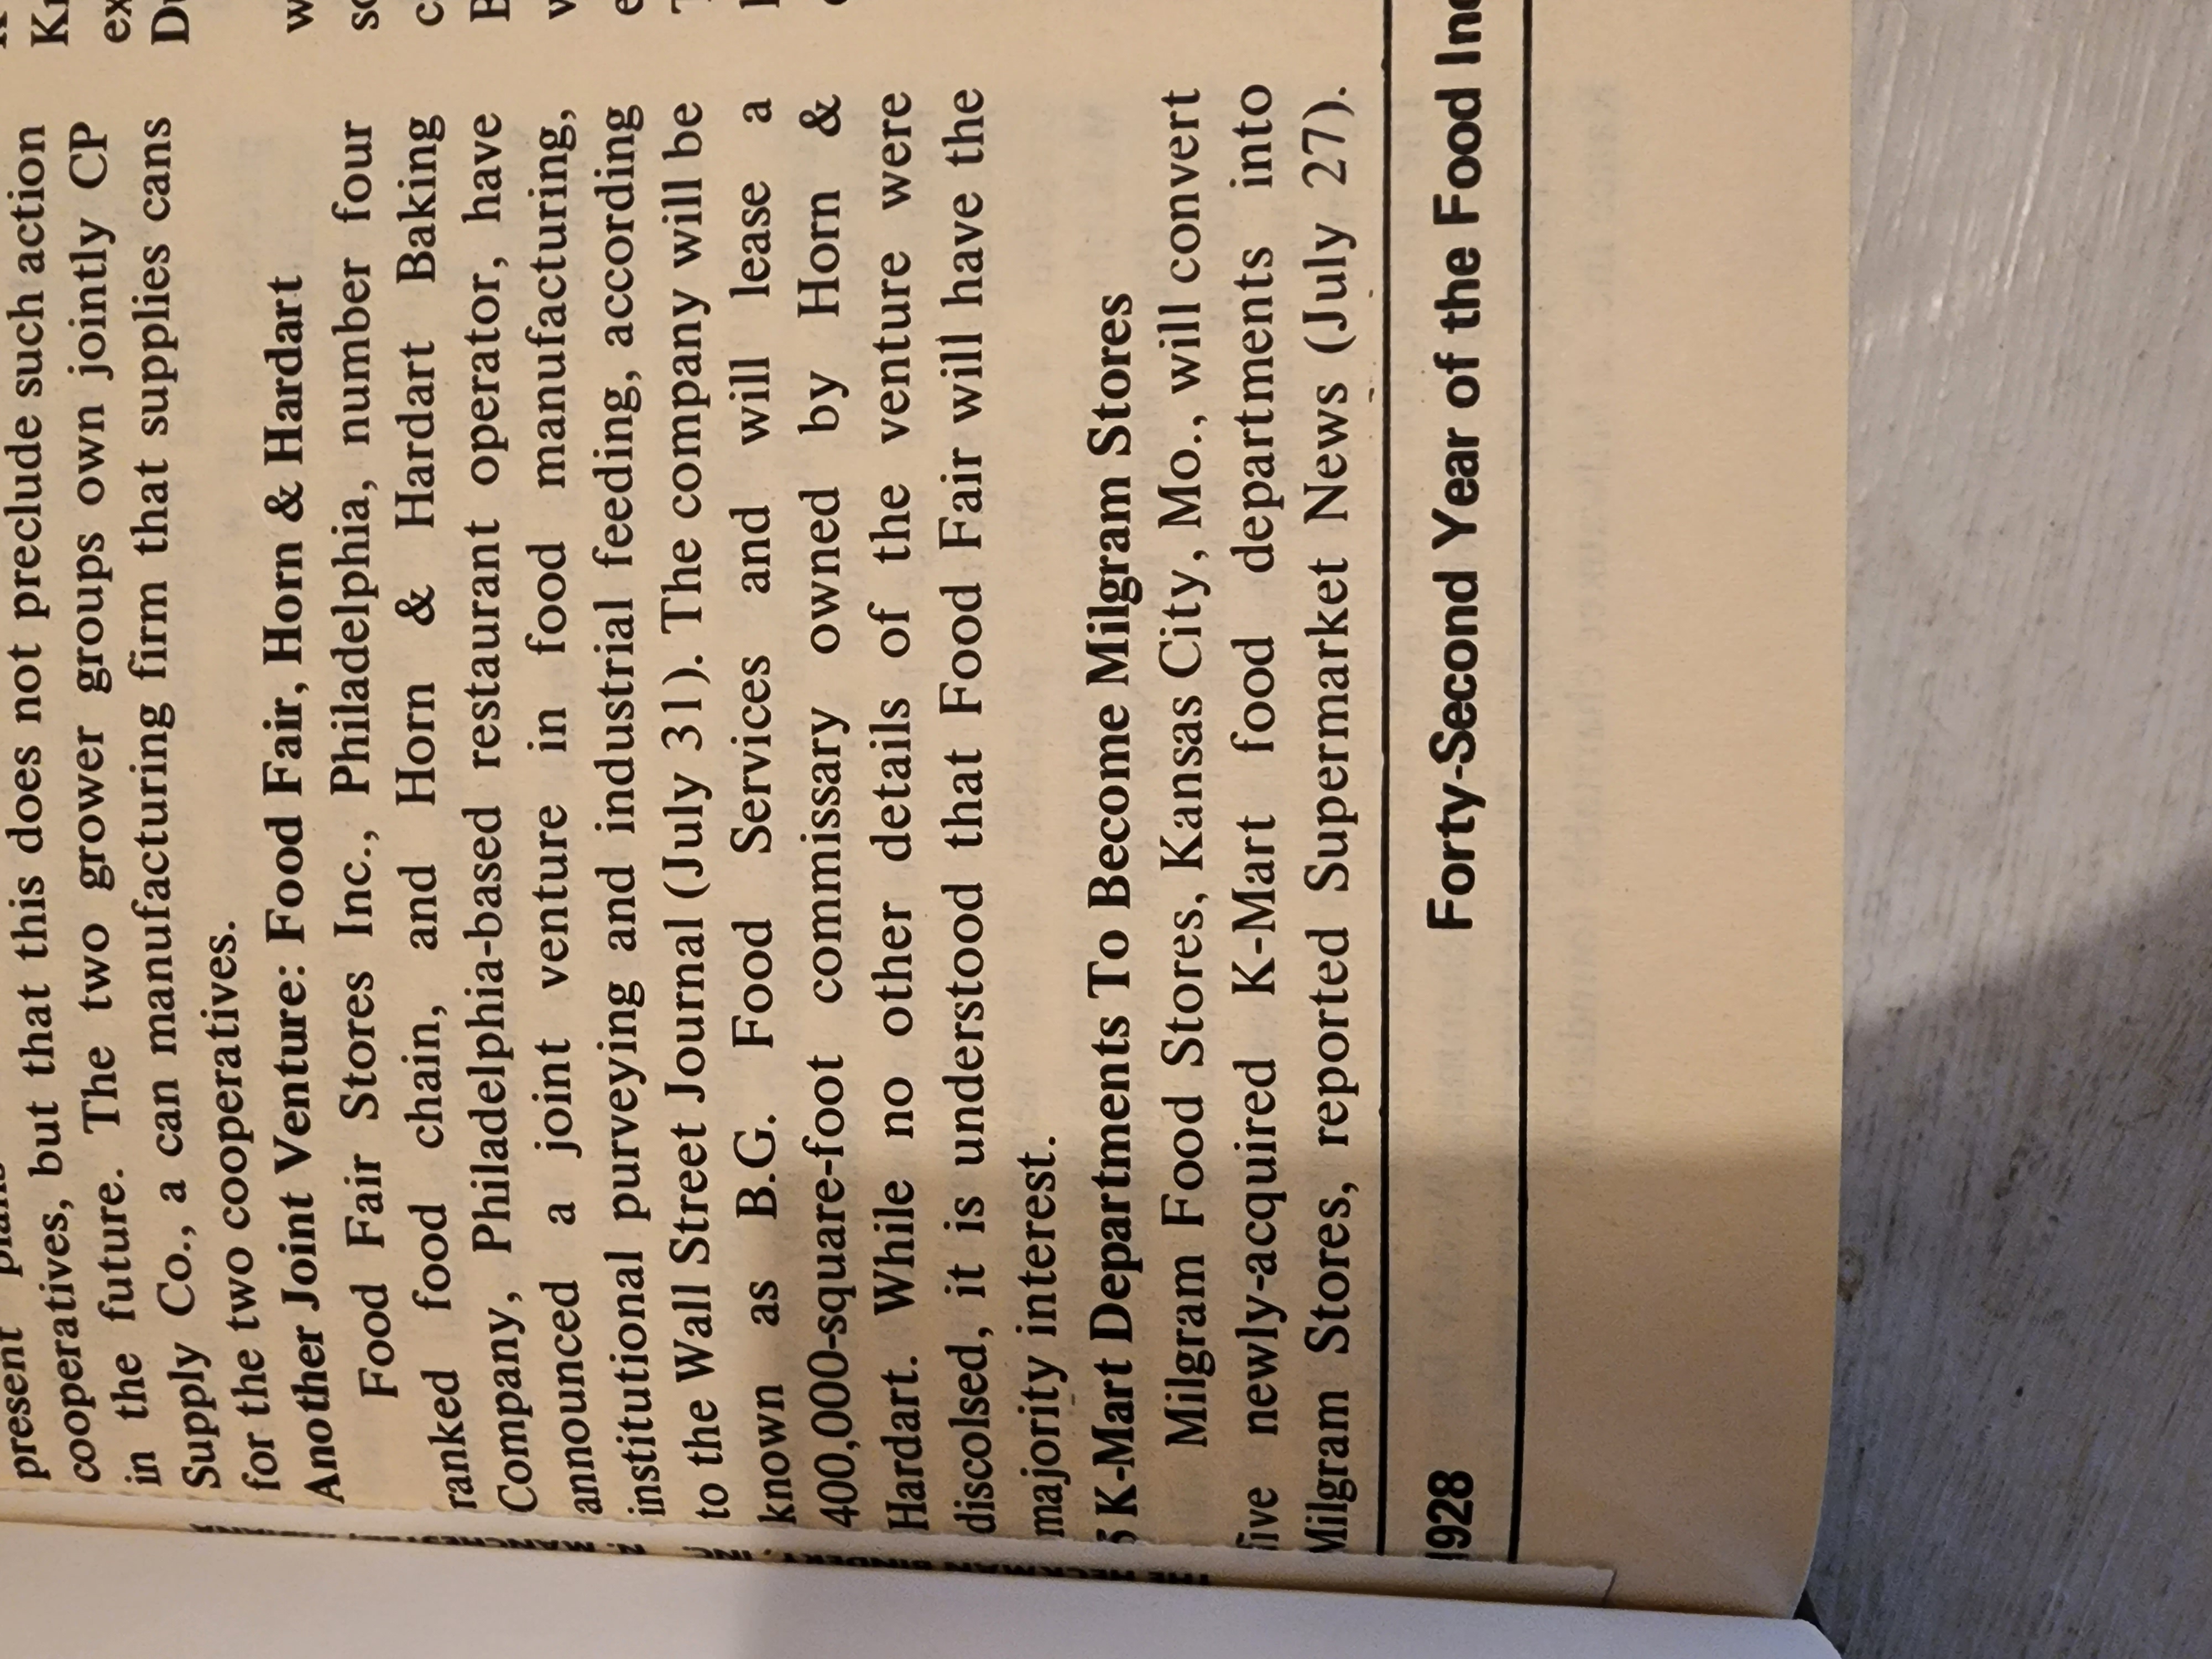 present
cooperatives, but that this does not preclude such action
in the future. The two grower groups own jointly CP
Supply Co., a can manufacturing firm that supplies cans
for the two cooperatives.
Another Joint Venture: Food Fair, Horn & Hardart
Food Fair Stores Inc., Philadelphia, number four
ranked food chain, and Horn & Hardart Baking
Company, Philadelphia-based restaurant operator, have
announced a joint venture in food manufacturing,
institutional purveying and industrial feeding, according
to the Wall Street Journal (July 31). The company will be
known as B.G. Food Services and will lease a
400,000-square-foot commissary owned by Horn &
Hardart. While no other details of the venture were
discolsed, it is understood that Food Fair will have the
majority interest.
5 K-Mart Departments To Become Milgram Stores
Milgram Food Stores, Kansas City, Mo., will convert
five newly-acquired K-Mart food departments into
Milgram Stores, reported Supermarket News (July 27).
1928 Forty-Second Year of the Food
THE HECKMAN BINDERY, INC.
N. MANCHESTER, INDIANA